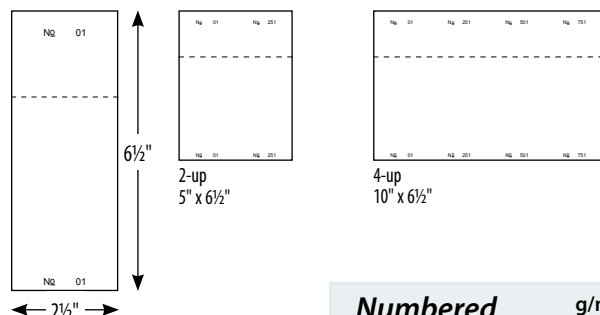 No 01
No 01 No 251
No 01 No 251 No 501 No 751
6½"
No 01 No 251
No 01 No 251 No 501 No 751
2-up
5" x 6½"
4-up
10" x 6½"
No 01
2½"
Numbered